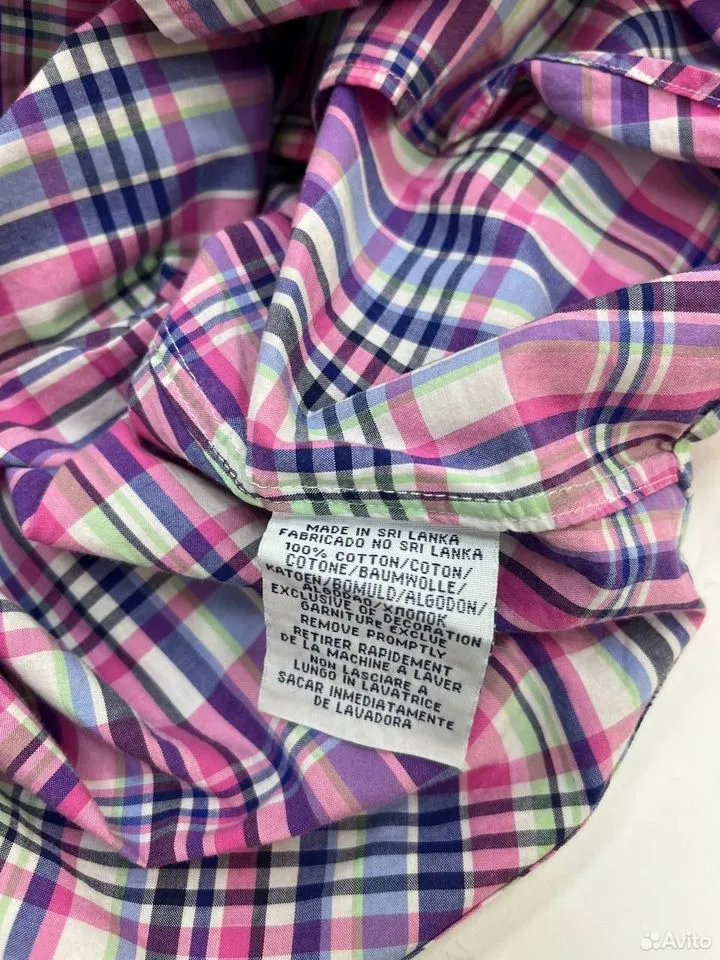 MADE IN SRI LANKA
FABRICADO NO SRI LANKA
100% COTTON/COTON/
COTONE/BAUMWOLLE/
KATOEN/BOMULD/ALGODON/
ALGODAO/ХЛОПОК
EXCLUSIVE OF DECORATION
GARNITURE EXCLUE
REMOVE PROMPTLY
RETIRER RAPIDEMENT
DE LA MACHINE A LAVER
NON LASCIARE A
LUNGO IN LAVATRICE
SACAR INMEDIATAMENTE
DE LAVADORA
Avito